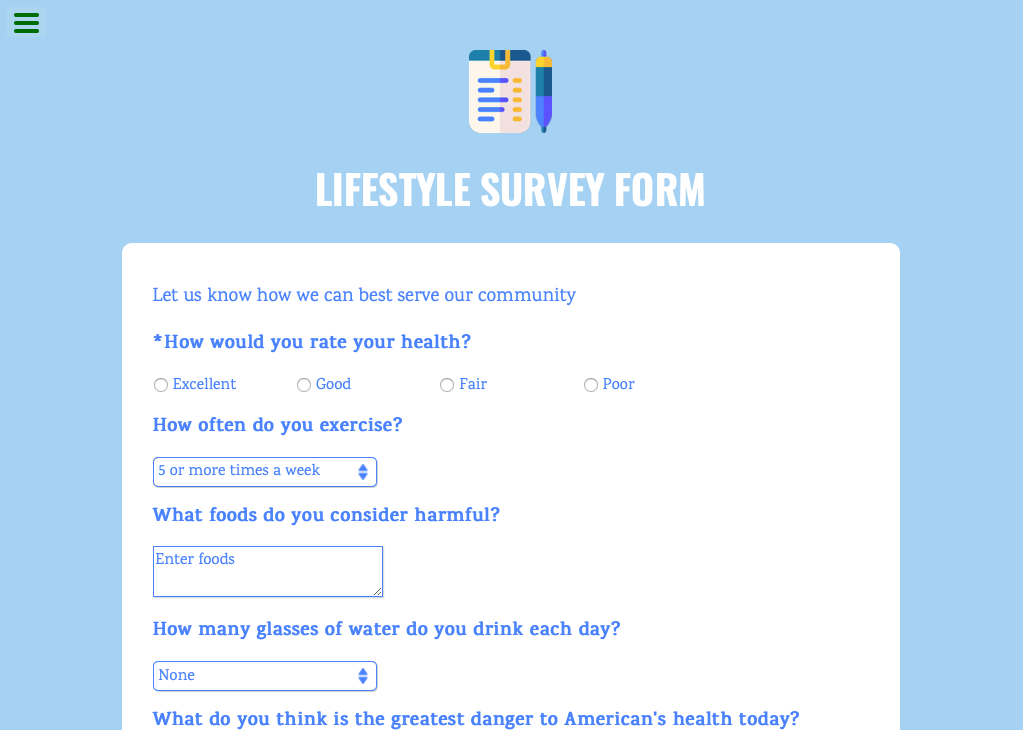 LIFESTYLE SURVEY FORM
Let us know how we can best serve our community
*How would you rate your health?
Excellent Good Fair Poor
How often do you exercise?
5 or more times a week
What foods do you consider harmful?
Enter foods
How many glasses of water do you drink each day?
None
What do you think is the greatest danger to American's health today?